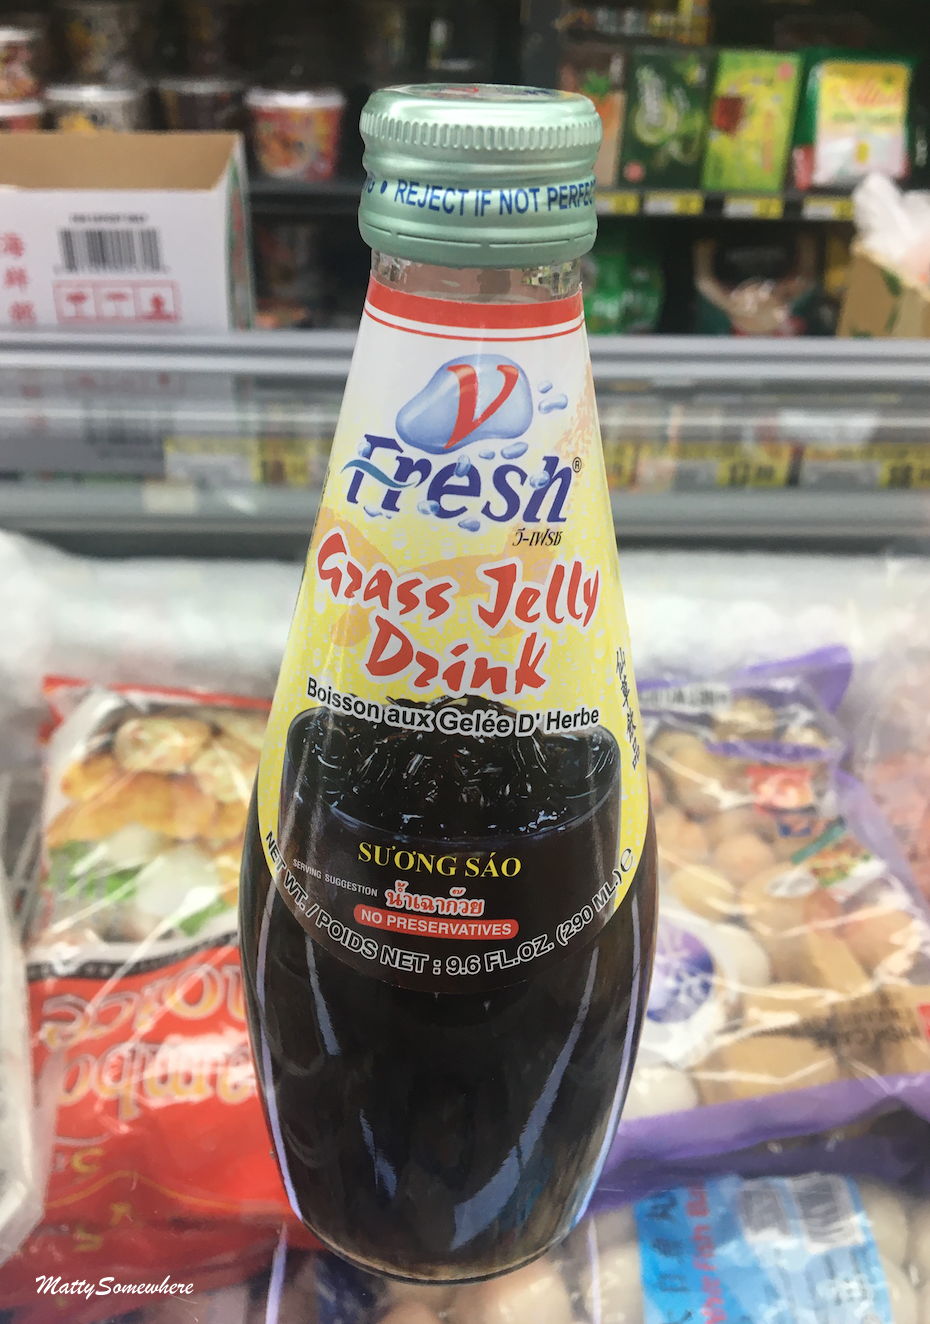 REJECT IF NOT PERFEC
V
Fresh®
วี-เฟรช
Grass Jelly
Drink
Boisson aux Gelée D' Herbe
SƯƠNG SÁO
SERVING SUGGESTION
น้ำเฉาก๊วย
NO PRESERVATIVES
NET WT. / POIDS NET : 9.6 FL.OZ. (290 ML.) e
海
鲜
MattySomewhere